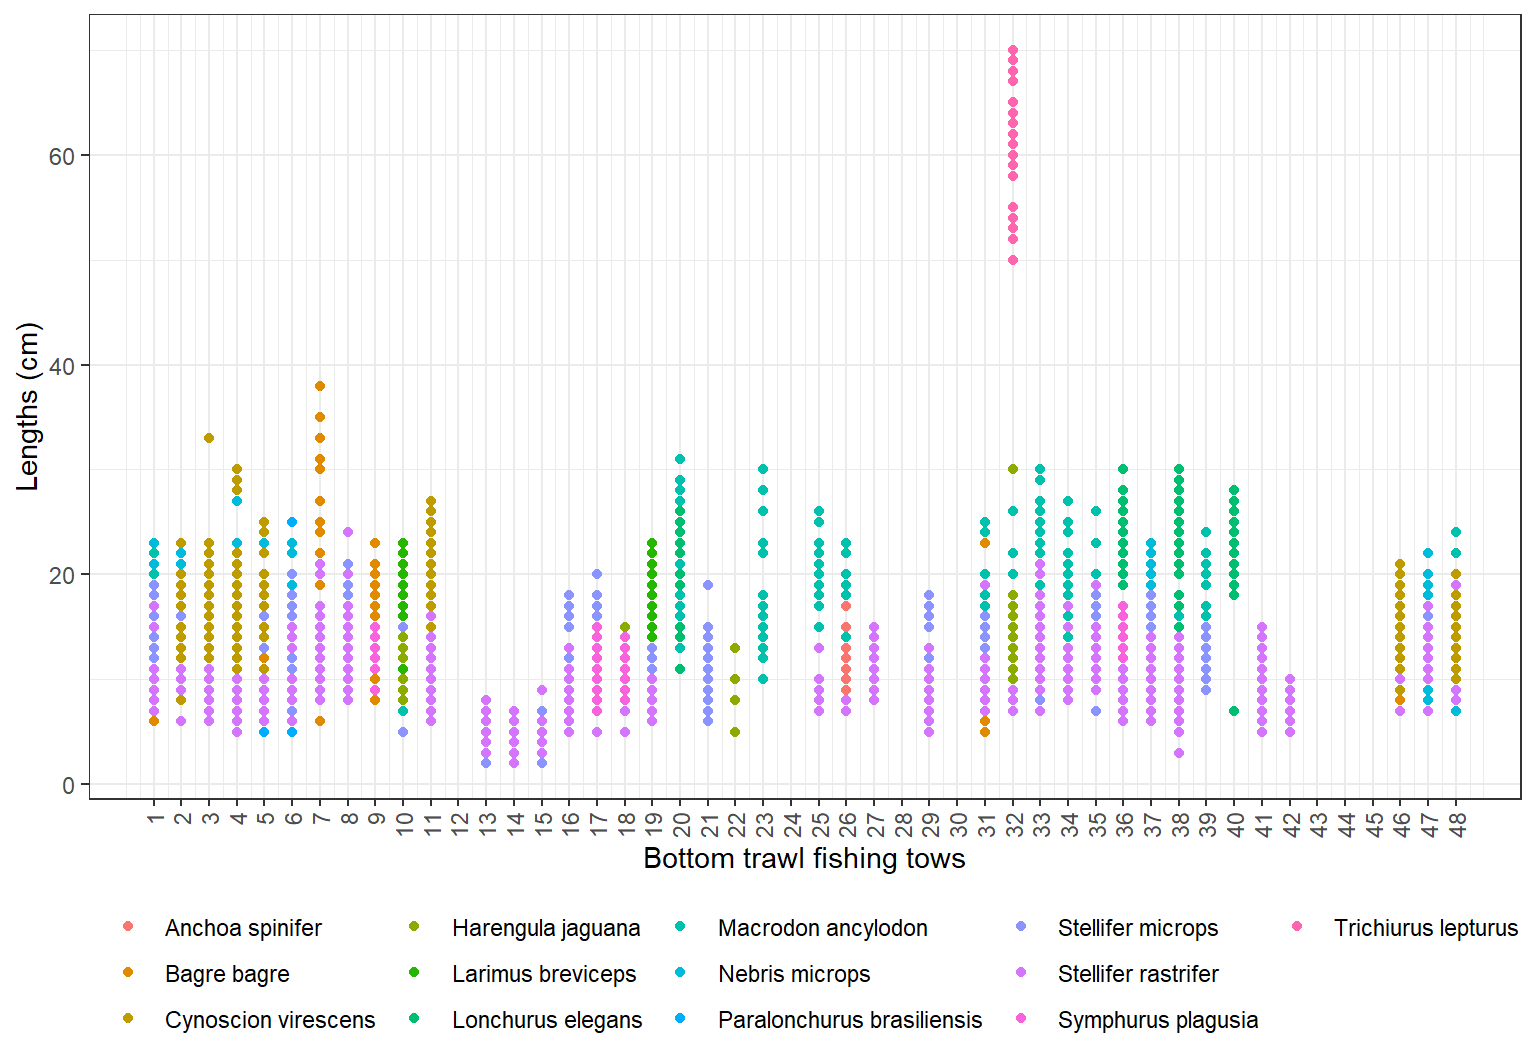 60
40
20
0
Lengths (cm)
1 2 3 4 5 6 7 8 9 10 11 12 13 14 15 16 17 18 19 20 21 22 23 24 25 26 27 28 29 30 31 32 33 34 35 36 37 38 39 40 41 42 43 44 45 46 47 48
Bottom trawl fishing tows
Anchoa spinifer Harengula jaguana Macrodon ancylodon Stellifer microps Trichiurus lepturus
Bagre bagre Larimus breviceps Nebris microps Stellifer rastrifer
Cynoscion virescens Lonchurus elegans Paralonchurus brasiliensis Symphurus plagusia